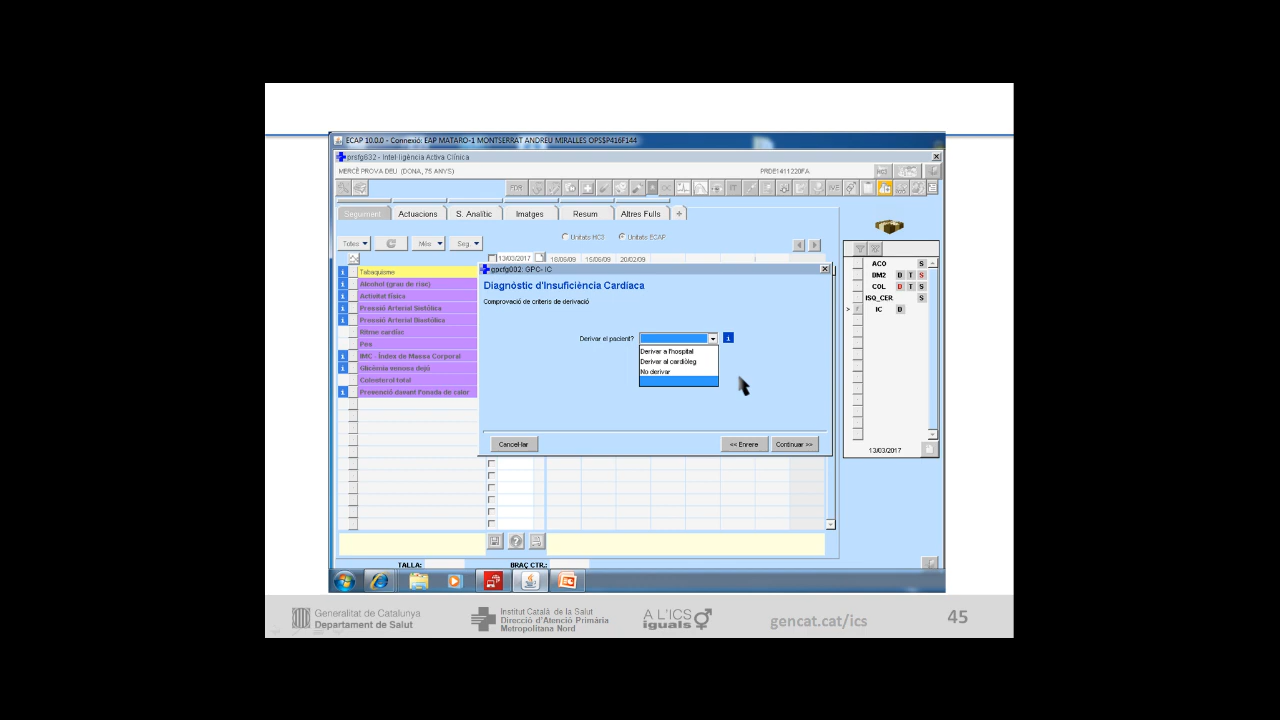 ECAP 10.0.0 - Connexió: EAP MATARO-1 MONTSERRAT ANDREU MIRALLES OPS$P416F144
prsfg632 - Intel·ligència Activa Clínica
MERCÈ PROVA DEU (DONA, 75 ANYS)
PRDE1411220FA
Seguiment
Actuacions
S. Analític
Imatges
Resum
Altres Fulls
Unitats HC3
Unitats ECAP
Totes
Més
Seg.
13/03/2017
18/06/09
15/06/09
20/02/09
Tabaquisme
Alcohol (grau de risc)
Activitat física
Pressió Arterial Sistòlica
Pressió Arterial Diastòlica
Ritme cardíac
Pes
IMC - Índex de Massa Corporal
Glicèmia venosa dejú
Colesterol total
Prevenció davant l'onada de calor
gpcfg002: GPC- IC
Diagnòstic d'Insuficiència Cardíaca
Comprovació de criteris de derivació
Derivar el pacient?
Derivar a l'hospital
Derivar al cardiòleg
No derivar
Cancel·lar
<< Enrere
Continuar >>
ACO S
BM2 D T S
COL D T S
ISQ_CER S
> IC D
13/03/2017
TALLA:
BRAÇ CTR.:
Generalitat de Catalunya
Departament de Salut
Institut Català de la Salut
Direcció d'Atenció Primària
Metropolitana Nord
A L'ICS
iguals
gencat.cat/ics
45